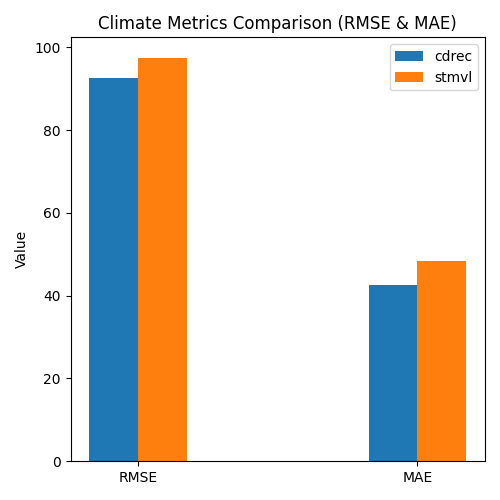 Climate Metrics Comparison (RMSE & MAE)
cdrec
stmvl
100
80
60
40
20
0
Value
RMSE
MAE